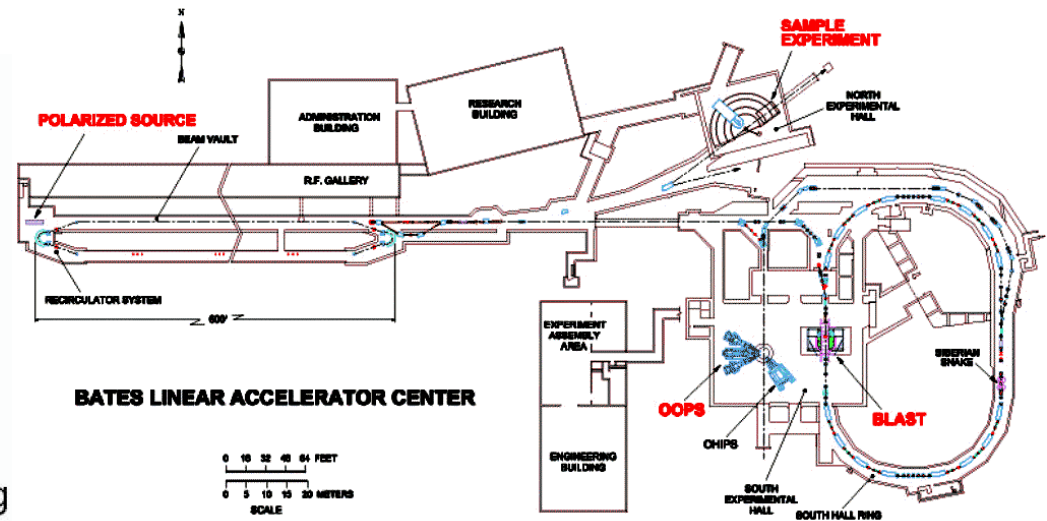 N
SAMPLE
EXPERIMENT
POLARIZED SOURCE
BEAM VAULT
ADMINISTRATION
BUILDING
RESEARCH
BUILDING
NORTH
EXPERIMENTAL
HALL
R.F. GALLERY
RECIRCULATOR SYSTEM
600'
EXPERIMENT
ASSEMBLY
AREA
SIBERIAN
SNAKE
BATES LINEAR ACCELERATOR CENTER
OOPS
BLAST
OHIPS
ENGINEERING
BUILDING
0 16 32 48 64 FEET
0 5 10 15 20 METERS
SCALE
SOUTH
EXPERIMENTAL
HALL
SOUTH HALL RING
g